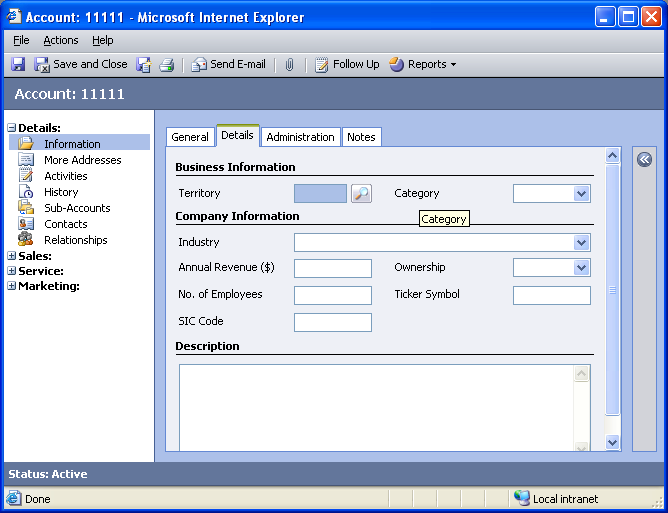 Account: 11111 - Microsoft Internet Explorer
File Actions Help
Save and Close Send E-mail Follow Up Reports
Account: 11111
Details:
Information
More Addresses
Activities
History
Sub-Accounts
Contacts
Relationships
Sales:
Service:
Marketing:
General Details Administration Notes
Business Information
Territory Category
Category
Company Information
Industry
Annual Revenue ($) Ownership
No. of Employees Ticker Symbol
SIC Code
Description
Status: Active
Done Local intranet